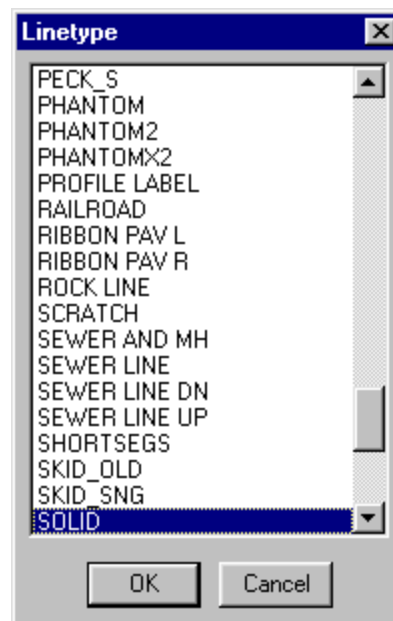 Linetype
PECK_S
PHANTOM
PHANTOM2
PHANTOMX2
PROFILE LABEL
RAILROAD
RIBBON PAV L
RIBBON PAV R
ROCK LINE
SCRATCH
SEWER AND MH
SEWER LINE
SEWER LINE DN
SEWER LINE UP
SHORTSEGS
SKID_OLD
SKID_SNG
SOLID
OK Cancel